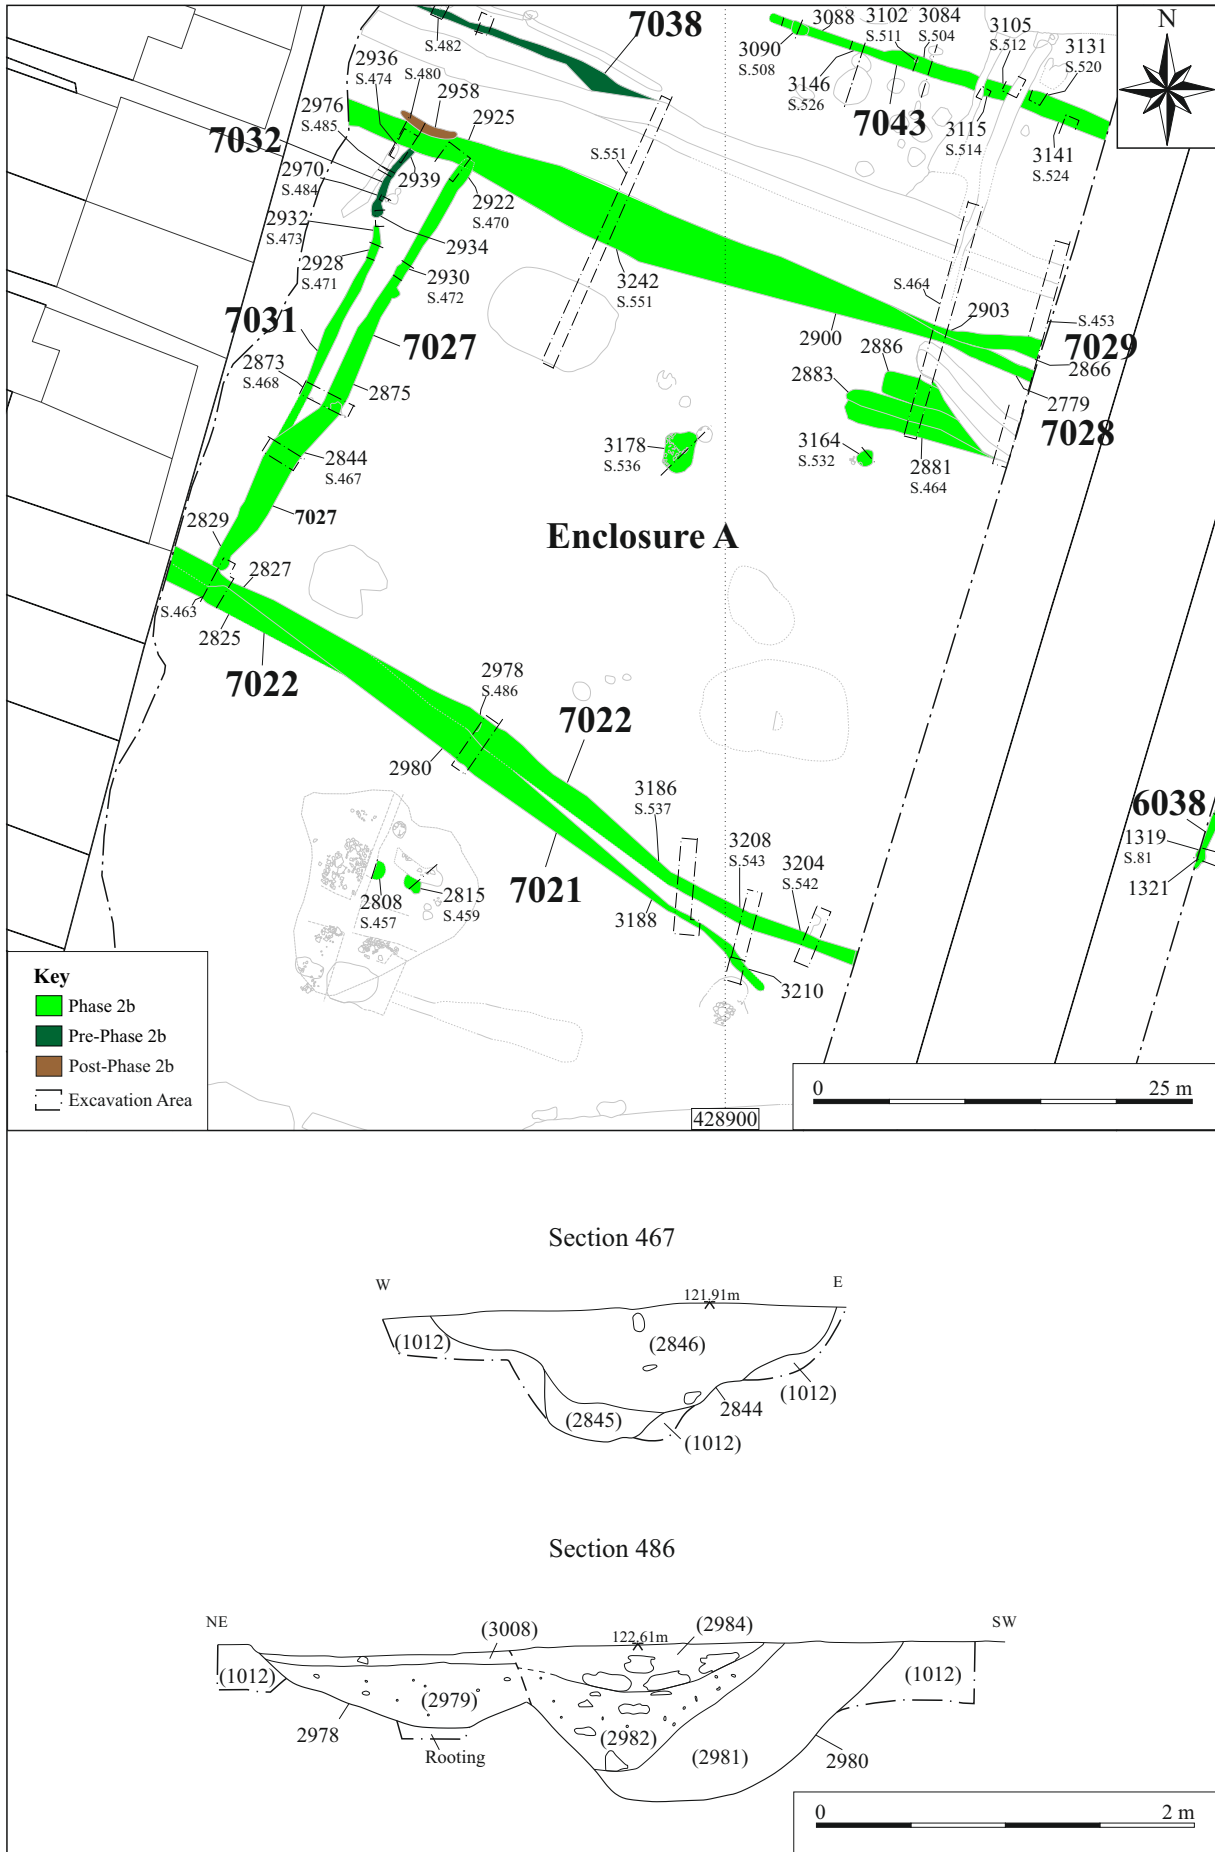 7038
S.482
2936
S.474
S.480
2958
2976
S.485
2925
7032
2970
S.484
2939
2922
S.470
2932
S.473
2934
2928
S.471
2930
S.472
7031
7027
2873
S.468
2875
2844
S.467
7027
2829
2827
S.463
2825
7022
3088
3102
S.511
3084
S.504
3105
S.512
3131
S.520
3090
S.508
3146
S.526
7043
3115
S.514
3141
S.524
N
S.551
3242
S.551
S.464
2903
S.453
2900
2886
7029
2866
2883
2779
7028
3178
S.536
3164
S.532
2881
S.464
Enclosure A
2978
S.486
7022
2980
3186
S.537
3208
S.543
3204
S.542
7021
3188
3210
2808
S.457
2815
S.459
6038
1319
S.81
1321
Key
Phase 2b
Pre-Phase 2b
Post-Phase 2b
Excavation Area
428900
0 25 m
Section 467
W E
121.91m
(1012)
(2846)
(1012)
(2845)
2844
(1012)
Section 486
NE SW
(3008)
122.61m
(2984)
(1012)
(2979)
(1012)
2978
(2982)
(2981)
2980
Rooting
0 2 m